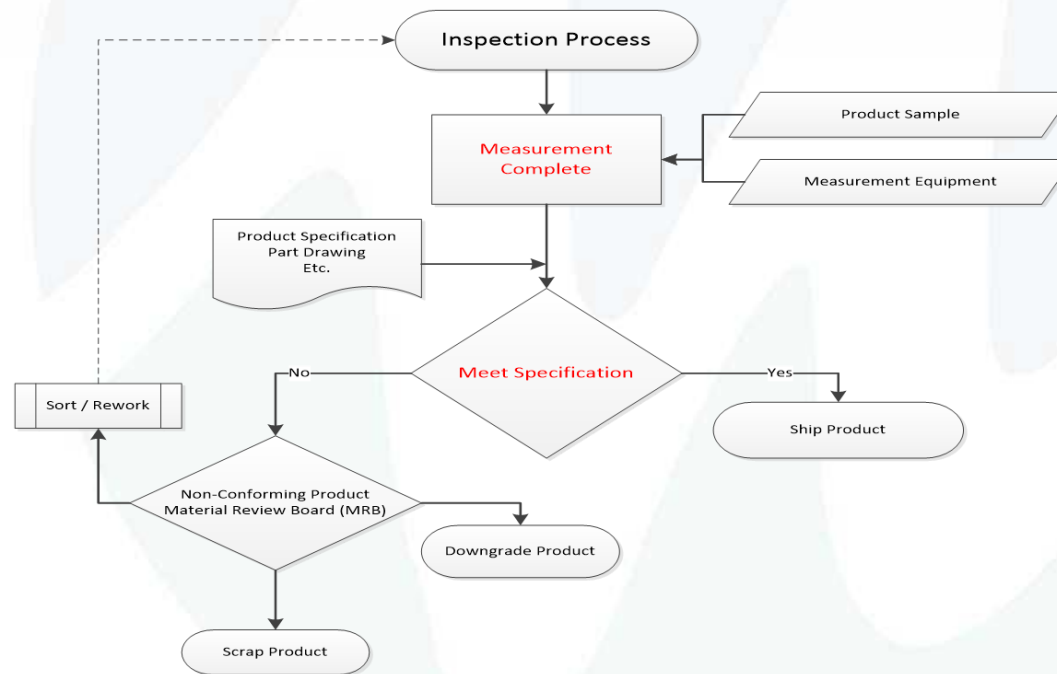 Inspection Process
Product Sample
Measurement
Complete
Measurement Equipment
Product Specification
Part Drawing
Etc.
Meet Specification
No
Yes
Sort / Rework
Ship Product
Non-Conforming Product
Material Review Board (MRB)
Downgrade Product
Scrap Product